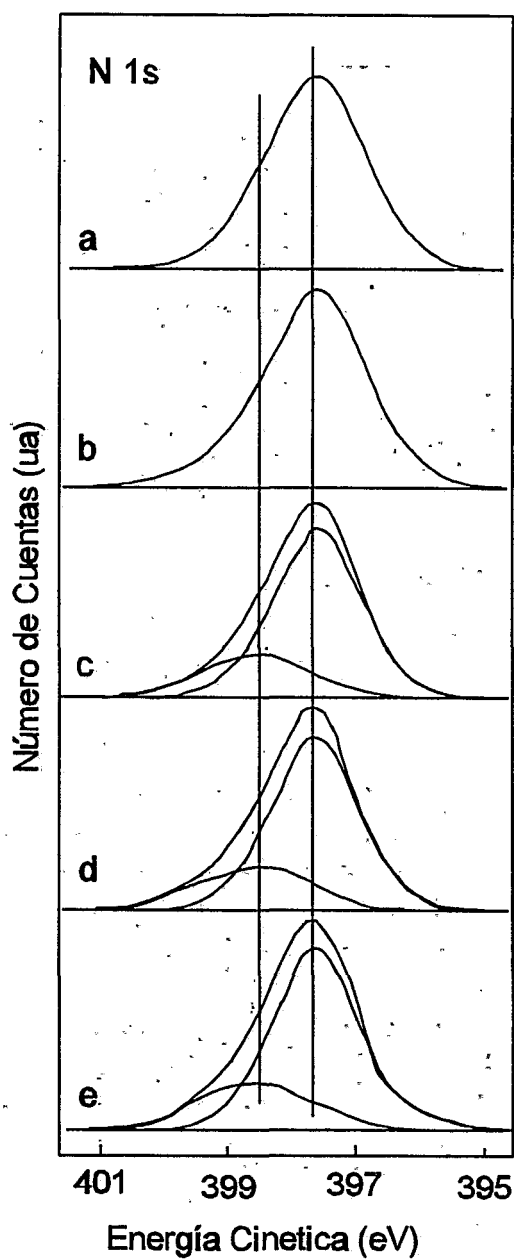 N 1s
a
b
c
d
e
Número de Cuentas (ua)
401 399 397 395
Energía Cinetica (eV)